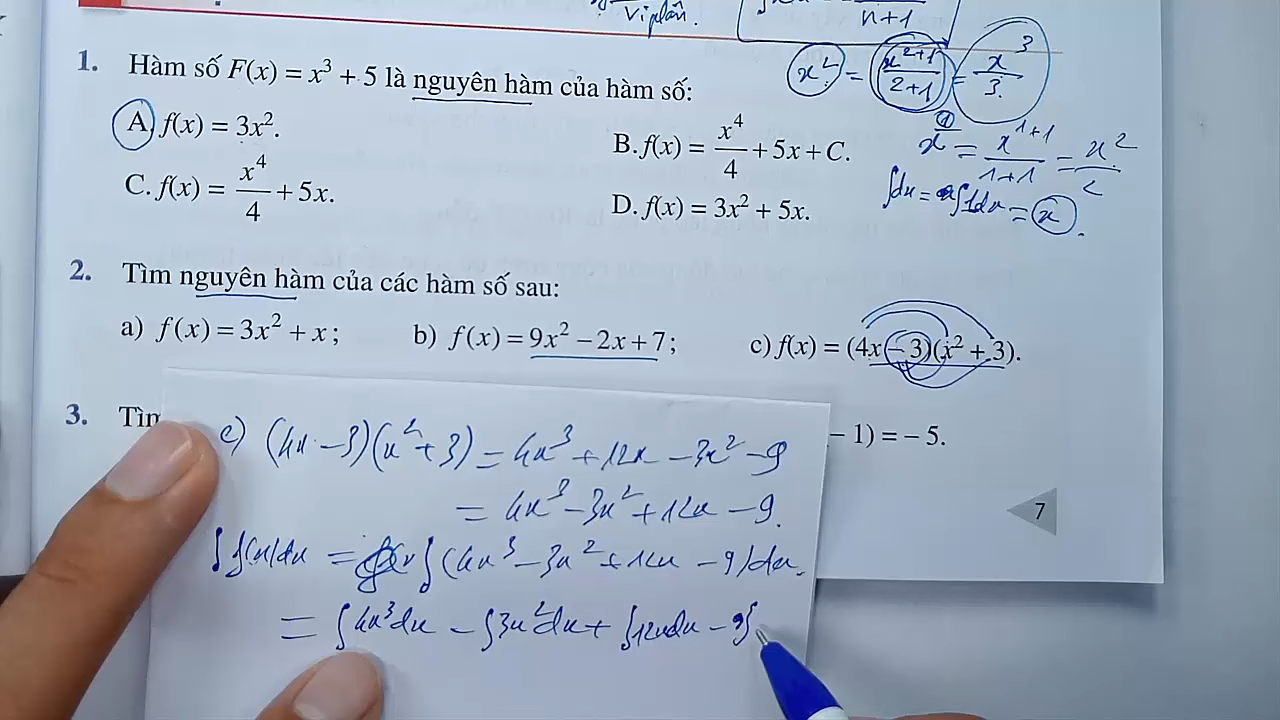 vi phân.
n+1
1. Hàm số F(x) = x³ + 5 là nguyên hàm của hàm số:
A. f(x) = 3x².
B. f(x) = x⁴/4 + 5x + C.
C. f(x) = x⁴/4 + 5x.
D. f(x) = 3x² + 5x.
x² = x²⁺¹/2+1 = x³/3.
x = x¹⁺¹/1+1 = x²/2
∫dx = ∫1dx = x.
2. Tìm nguyên hàm của các hàm số sau:
a) f(x) = 3x² + x;
b) f(x) = 9x² − 2x + 7;
c) f(x) = (4x − 3)(x² + 3).
3. Tìm
− 1) = − 5.
c) (4x − 3)(x² + 3) = 4x³ + 12x − 3x² − 9
= 4x³ − 3x² + 12x − 9.
∫f(x)dx = ∫(4x³ − 3x² + 12x − 9)dx.
= ∫4x³dx − ∫3x²dx + ∫12xdx − 9∫
7